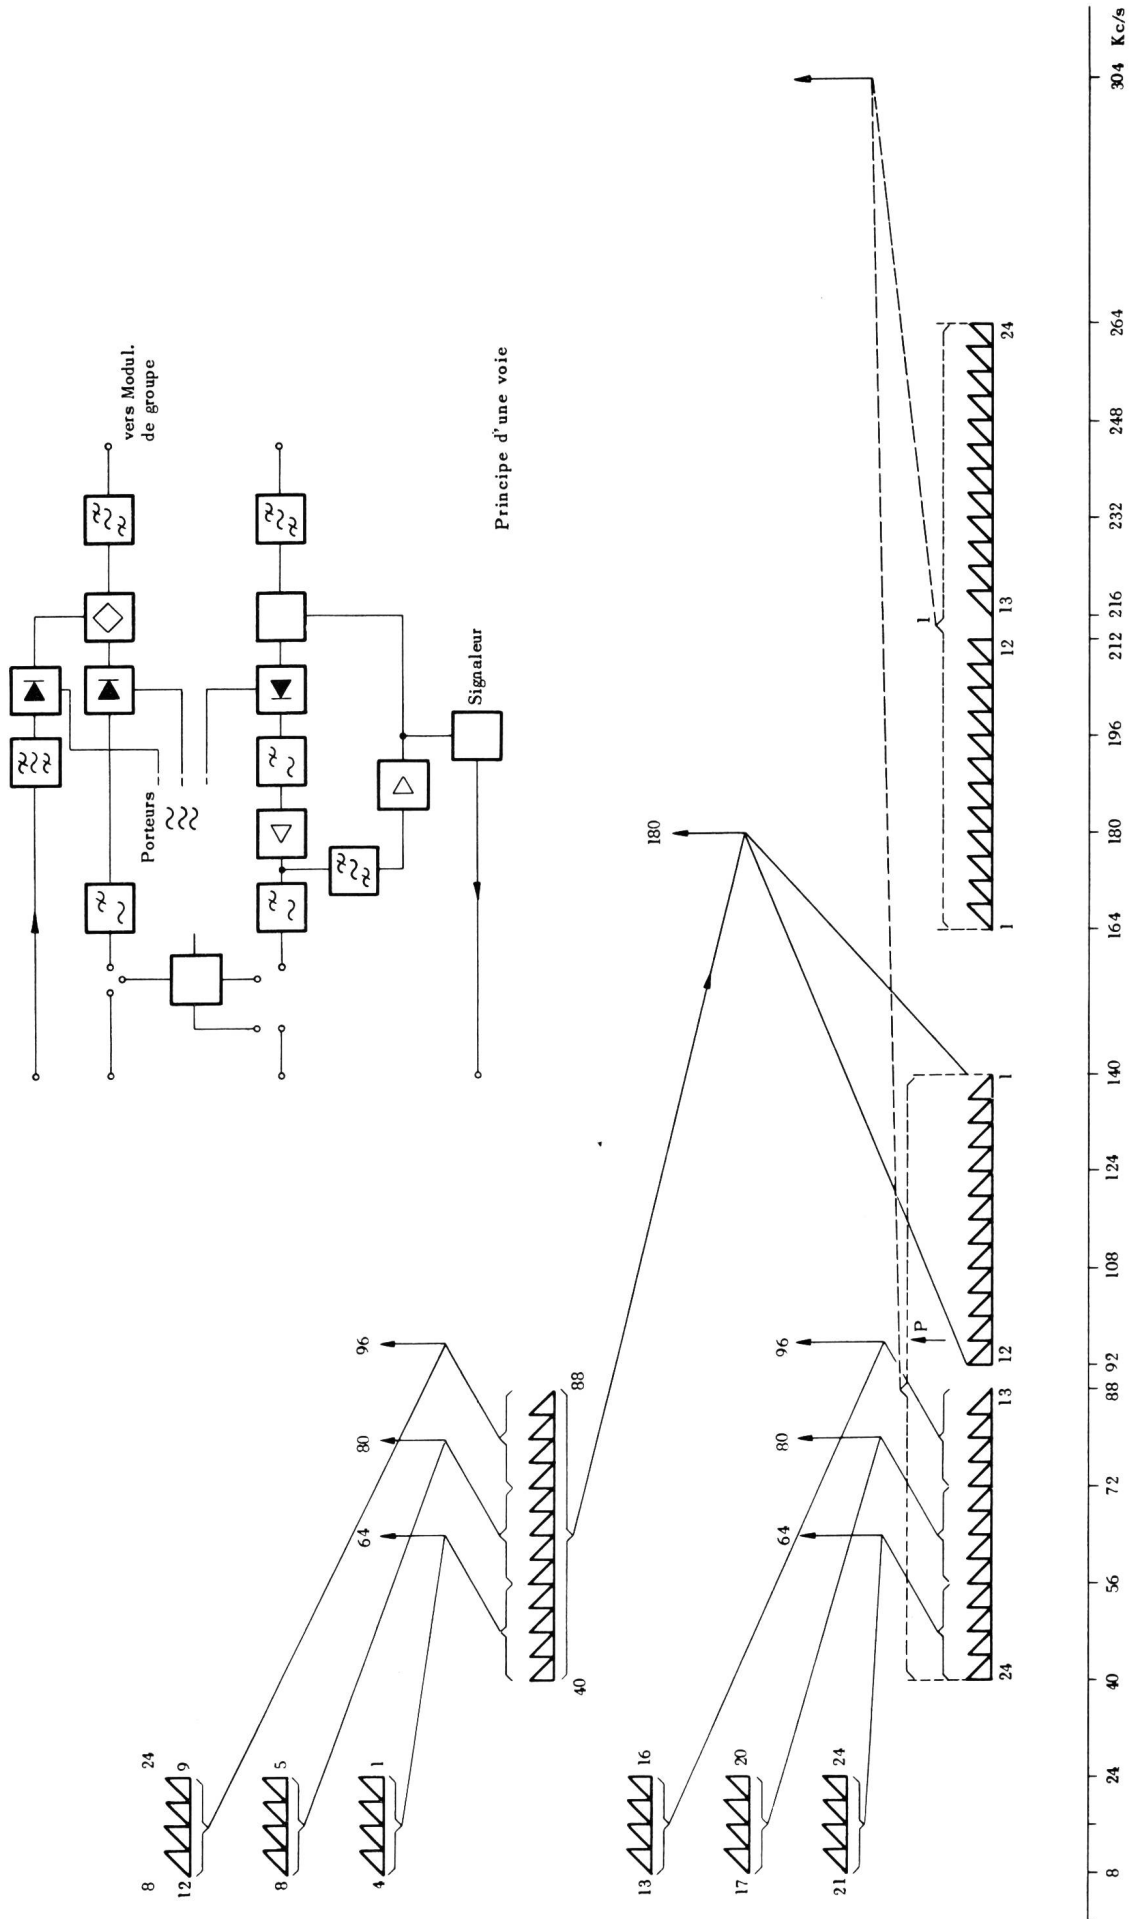 vers Modul.
de groupe
Porteurs
Signaleur
Principe d'une voie
8 24
12 9
8 5
4 1
64 80 96
40 88
180
13 16
17 20
21 24
64 80 96
P
1
24 13 12 1
1 12 13 24
8 24 40 56 72 88 92 108 124 140 164 180 196 212 216 232 248 264 304 Kc/s